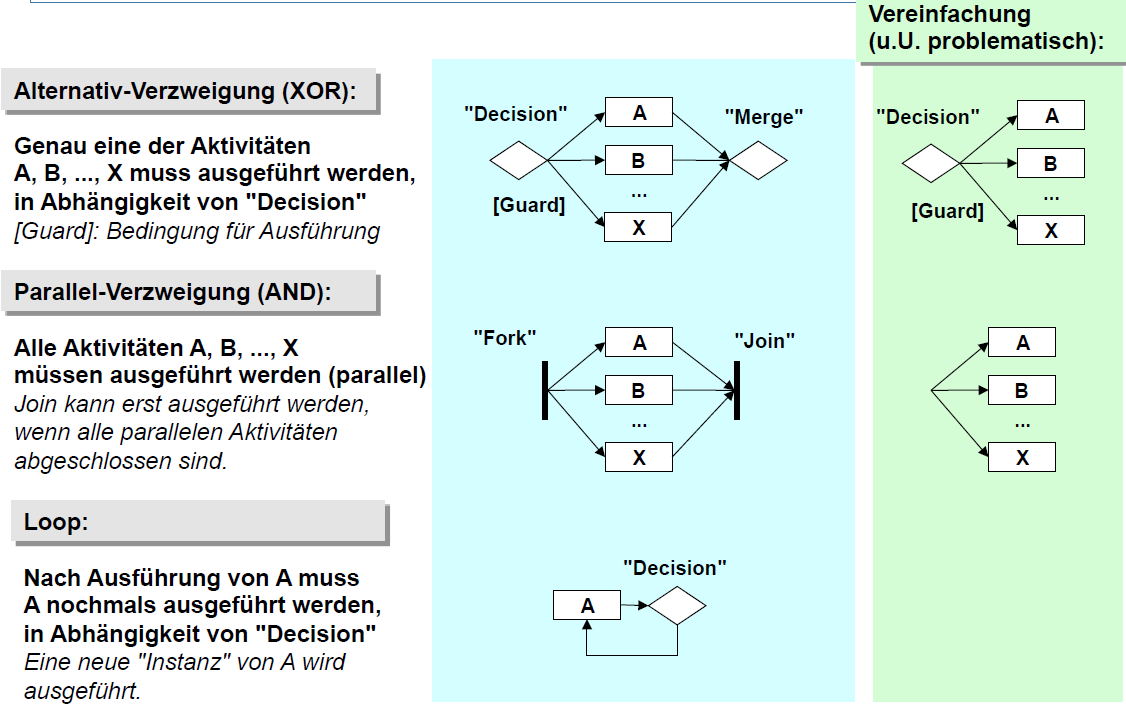 Vereinfachung
(u.U. problematisch):
Alternativ-Verzweigung (XOR):
Genau eine der Aktivitäten
A, B, ..., X muss ausgeführt werden,
in Abhängigkeit von "Decision"
[Guard]: Bedingung für Ausführung
"Decision"
A
"Merge"
B
...
[Guard]
X
"Decision"
A
B
...
[Guard]
X
Parallel-Verzweigung (AND):
Alle Aktivitäten A, B, ..., X
müssen ausgeführt werden (parallel)
Join kann erst ausgeführt werden,
wenn alle parallelen Aktivitäten
abgeschlossen sind.
"Fork"
A
"Join"
B
...
X
A
B
...
X
Loop:
Nach Ausführung von A muss
A nochmals ausgeführt werden,
in Abhängigkeit von "Decision"
Eine neue "Instanz" von A wird
ausgeführt.
"Decision"
A